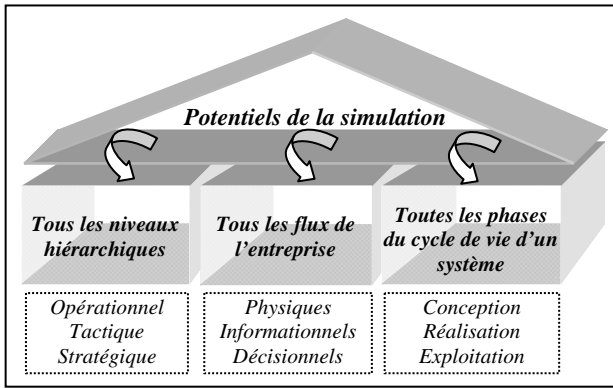 Potentiels de la simulation
Tous les niveaux
hiérarchiques
Tous les flux de
l'entreprise
Toutes les phases
du cycle de vie d'un
système
Opérationnel
Tactique
Stratégique
Physiques
Informationnels
Décisionnels
Conception
Réalisation
Exploitation